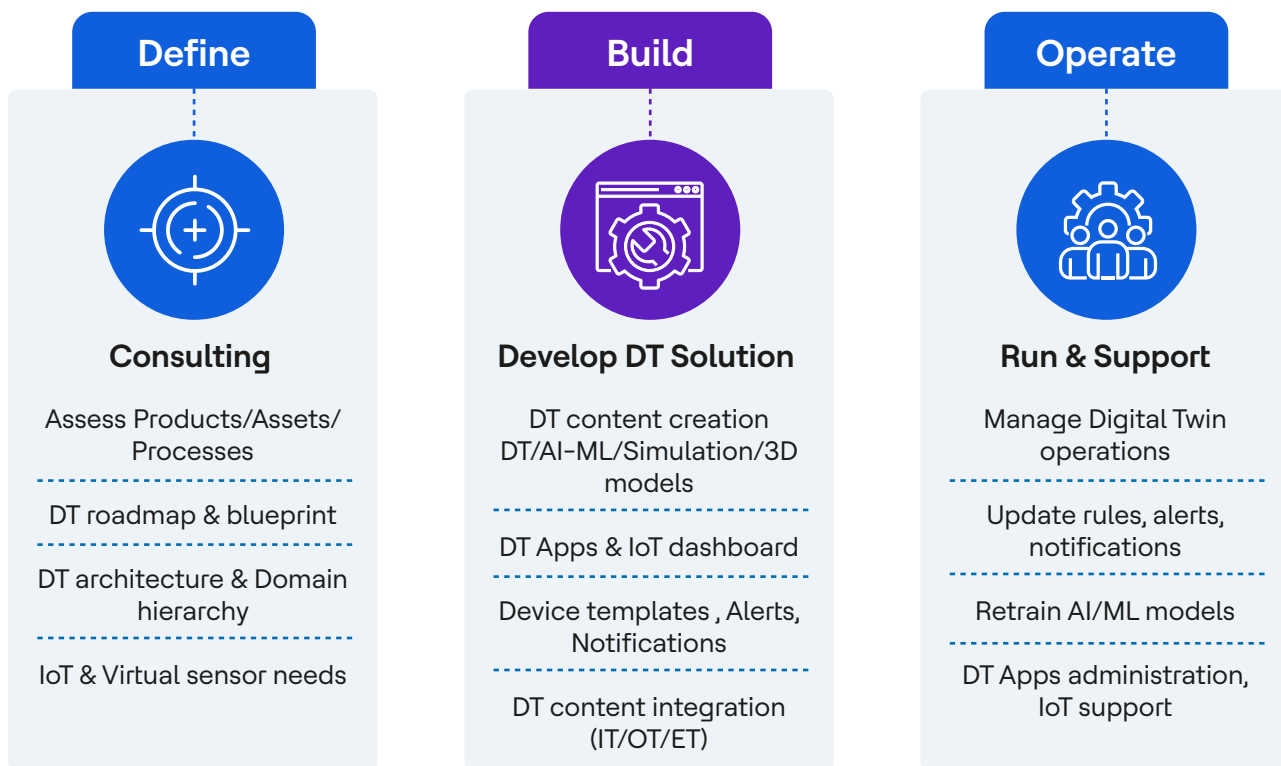 Define
Consulting
Assess Products/Assets/
Processes
DT roadmap & blueprint
DT architecture & Domain
hierarchy
IoT & Virtual sensor needs
Build
Develop DT Solution
DT content creation
DT/AI-ML/Simulation/3D
models
DT Apps & IoT dashboard
Device templates , Alerts,
Notifications
DT content integration
(IT/OT/ET)
Operate
Run & Support
Manage Digital Twin
operations
Update rules, alerts,
notifications
Retrain AI/ML models
DT Apps administration,
IoT support